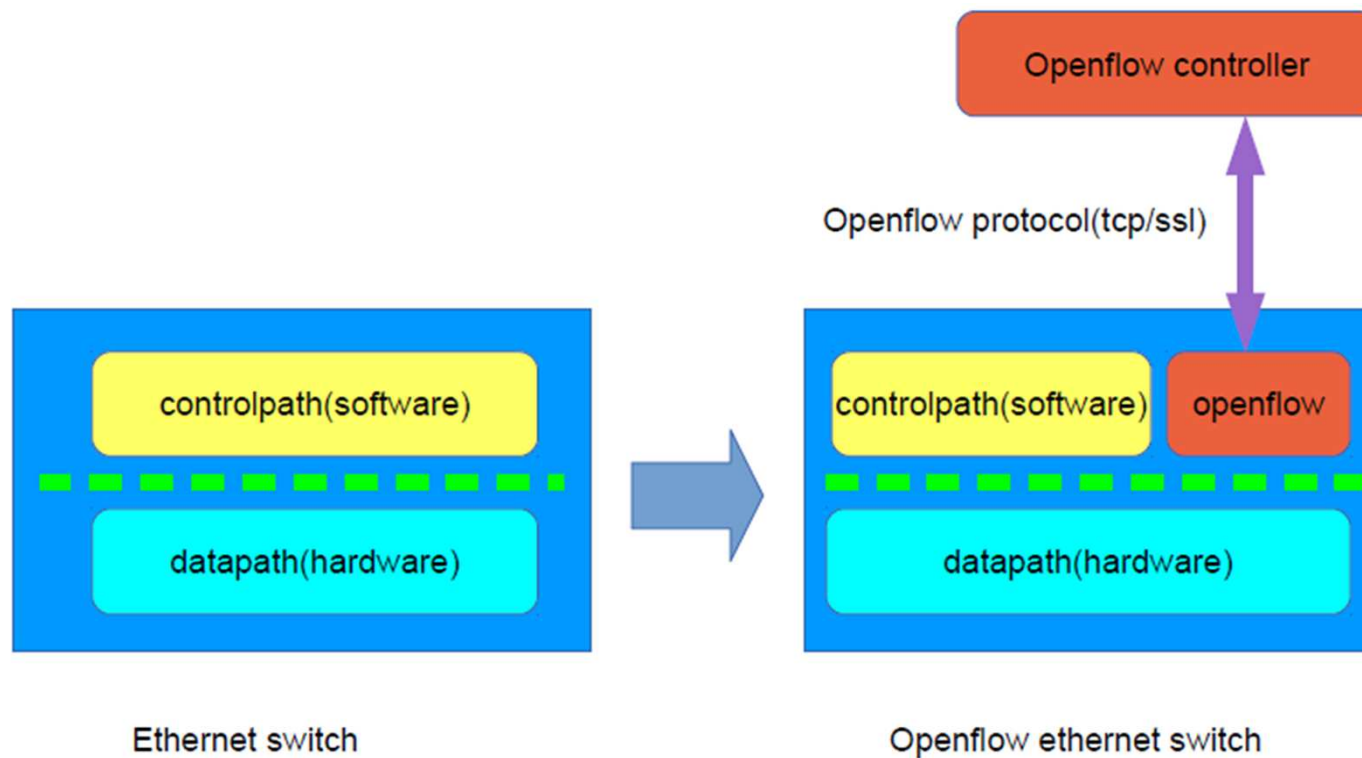 Openflow controller
Openflow protocol(tcp/ssl)
controlpath(software)
controlpath(software)
openflow
datapath(hardware)
datapath(hardware)
Ethernet switch
Openflow ethernet switch